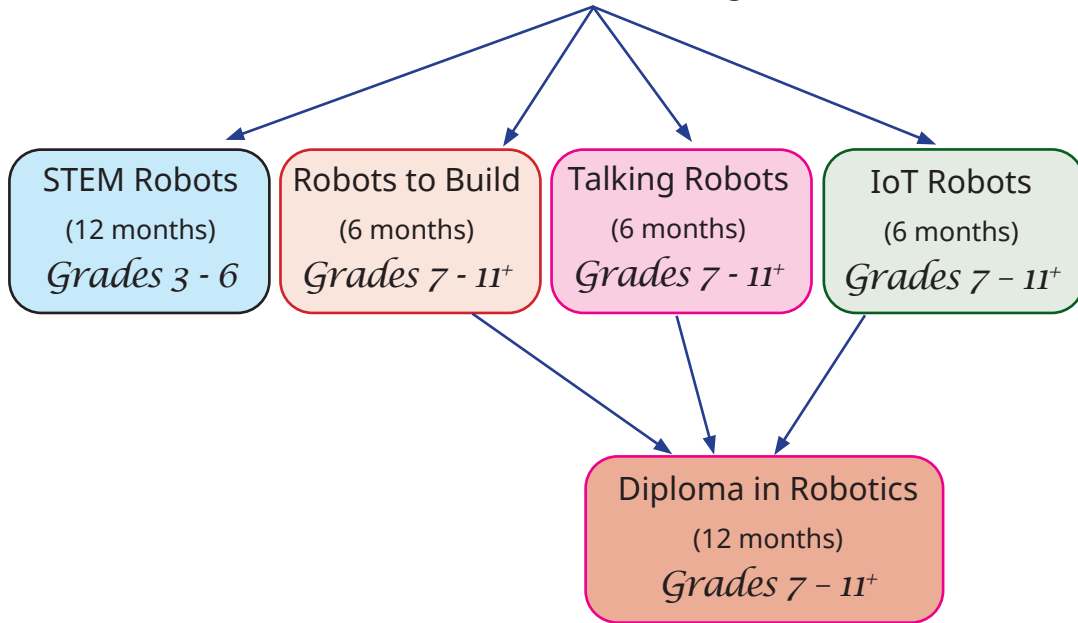 STEM Robots
(12 months)
Grades 3 - 6
Robots to Build
(6 months)
Grades 7 - 11⁺
Talking Robots
(6 months)
Grades 7 - 11⁺
IoT Robots
(6 months)
Grades 7 – 11⁺
Diploma in Robotics
(12 months)
Grades 7 – 11⁺